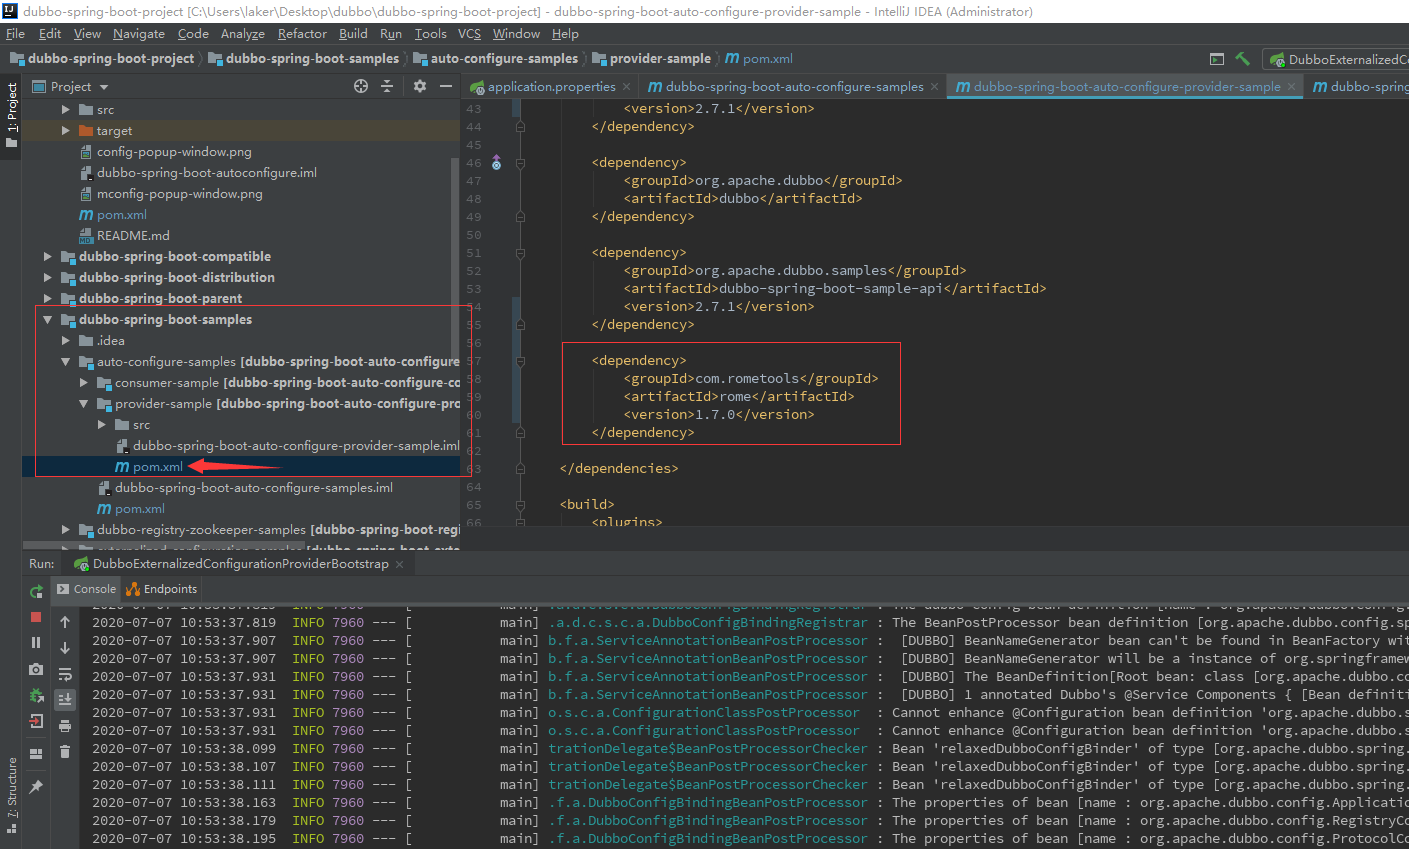 dubbo-spring-boot-project [C:\Users\laker\Desktop\dubbo\dubbo-spring-boot-project] - dubbo-spring-boot-auto-configure-provider-sample - IntelliJ IDEA (Administrator)
File Edit View Navigate Code Analyze Refactor Build Run Tools VCS Window Help
dubbo-spring-boot-project dubbo-spring-boot-samples auto-configure-samples provider-sample pom.xml DubboExternalizedC
1: Project
Project
src
target
config-popup-window.png
dubbo-spring-boot-autoconfigure.iml
mconfig-popup-window.png
pom.xml
README.md
dubbo-spring-boot-compatible
dubbo-spring-boot-distribution
dubbo-spring-boot-parent
dubbo-spring-boot-samples
.idea
auto-configure-samples [dubbo-spring-boot-auto-configure
consumer-sample [dubbo-spring-boot-auto-configure-co
provider-sample [dubbo-spring-boot-auto-configure-pro
src
dubbo-spring-boot-auto-configure-provider-sample.iml
pom.xml
dubbo-spring-boot-auto-configure-samples.iml
pom.xml
dubbo-registry-zookeeper-samples [dubbo-spring-boot-reg
application.properties dubbo-spring-boot-auto-configure-samples dubbo-spring-boot-auto-configure-provider-sample dubbo-spring
43 <version>2.7.1</version>
44 </dependency>
45
46 <dependency>
47 <groupId>org.apache.dubbo</groupId>
48 <artifactId>dubbo</artifactId>
49 </dependency>
50
51 <dependency>
52 <groupId>org.apache.dubbo.samples</groupId>
53 <artifactId>dubbo-spring-boot-sample-api</artifactId>
54 <version>2.7.1</version>
55 </dependency>
56
57 <dependency>
58 <groupId>com.rometools</groupId>
59 <artifactId>rome</artifactId>
60 <version>1.7.0</version>
61 </dependency>
62
63 </dependencies>
64
65 <build>
66 <plugins>
Run: DubboExternalizedConfigurationProviderBootstrap
Console Endpoints
7: Structure
2020-07-07 10:53:37.819 INFO 7960 --- [ main] .a.d.c.s.c.a.DubboConfigBindingRegistrar : The dubbo config bean definition [name : org.apache.dubbo.conf
2020-07-07 10:53:37.819 INFO 7960 --- [ main] .a.d.c.s.c.a.DubboConfigBindingRegistrar : The BeanPostProcessor bean definition [org.apache.dubbo.config.sp
2020-07-07 10:53:37.907 INFO 7960 --- [ main] b.f.a.ServiceAnnotationBeanPostProcessor : [DUBBO] BeanNameGenerator bean can't be found in BeanFactory wit
2020-07-07 10:53:37.907 INFO 7960 --- [ main] b.f.a.ServiceAnnotationBeanPostProcessor : [DUBBO] BeanNameGenerator will be a instance of org.springframew
2020-07-07 10:53:37.931 INFO 7960 --- [ main] b.f.a.ServiceAnnotationBeanPostProcessor : [DUBBO] The BeanDefinition[Root bean: class [org.apache.dubbo.co
2020-07-07 10:53:37.931 INFO 7960 --- [ main] b.f.a.ServiceAnnotationBeanPostProcessor : [DUBBO] 1 annotated Dubbo's @Service Components { [Bean definiti
2020-07-07 10:53:37.931 INFO 7960 --- [ main] o.s.c.a.ConfigurationClassPostProcessor : Cannot enhance @Configuration bean definition 'org.apache.dubbo.s
2020-07-07 10:53:37.931 INFO 7960 --- [ main] o.s.c.a.ConfigurationClassPostProcessor : Cannot enhance @Configuration bean definition 'org.apache.dubbo.s
2020-07-07 10:53:38.099 INFO 7960 --- [ main] trationDelegate$BeanPostProcessorChecker : Bean 'relaxedDubboConfigBinder' of type [org.apache.dubbo.spring.
2020-07-07 10:53:38.107 INFO 7960 --- [ main] trationDelegate$BeanPostProcessorChecker : Bean 'relaxedDubboConfigBinder' of type [org.apache.dubbo.spring.
2020-07-07 10:53:38.111 INFO 7960 --- [ main] trationDelegate$BeanPostProcessorChecker : Bean 'relaxedDubboConfigBinder' of type [org.apache.dubbo.spring.
2020-07-07 10:53:38.163 INFO 7960 --- [ main] .f.a.DubboConfigBindingBeanPostProcessor : The properties of bean [name : org.apache.dubbo.config.Applicatio
2020-07-07 10:53:38.179 INFO 7960 --- [ main] .f.a.DubboConfigBindingBeanPostProcessor : The properties of bean [name : org.apache.dubbo.config.RegistryCo
2020-07-07 10:53:38.195 INFO 7960 --- [ main] .f.a.DubboConfigBindingBeanPostProcessor : The properties of bean [name : org.apache.dubbo.config.ProtocolCo